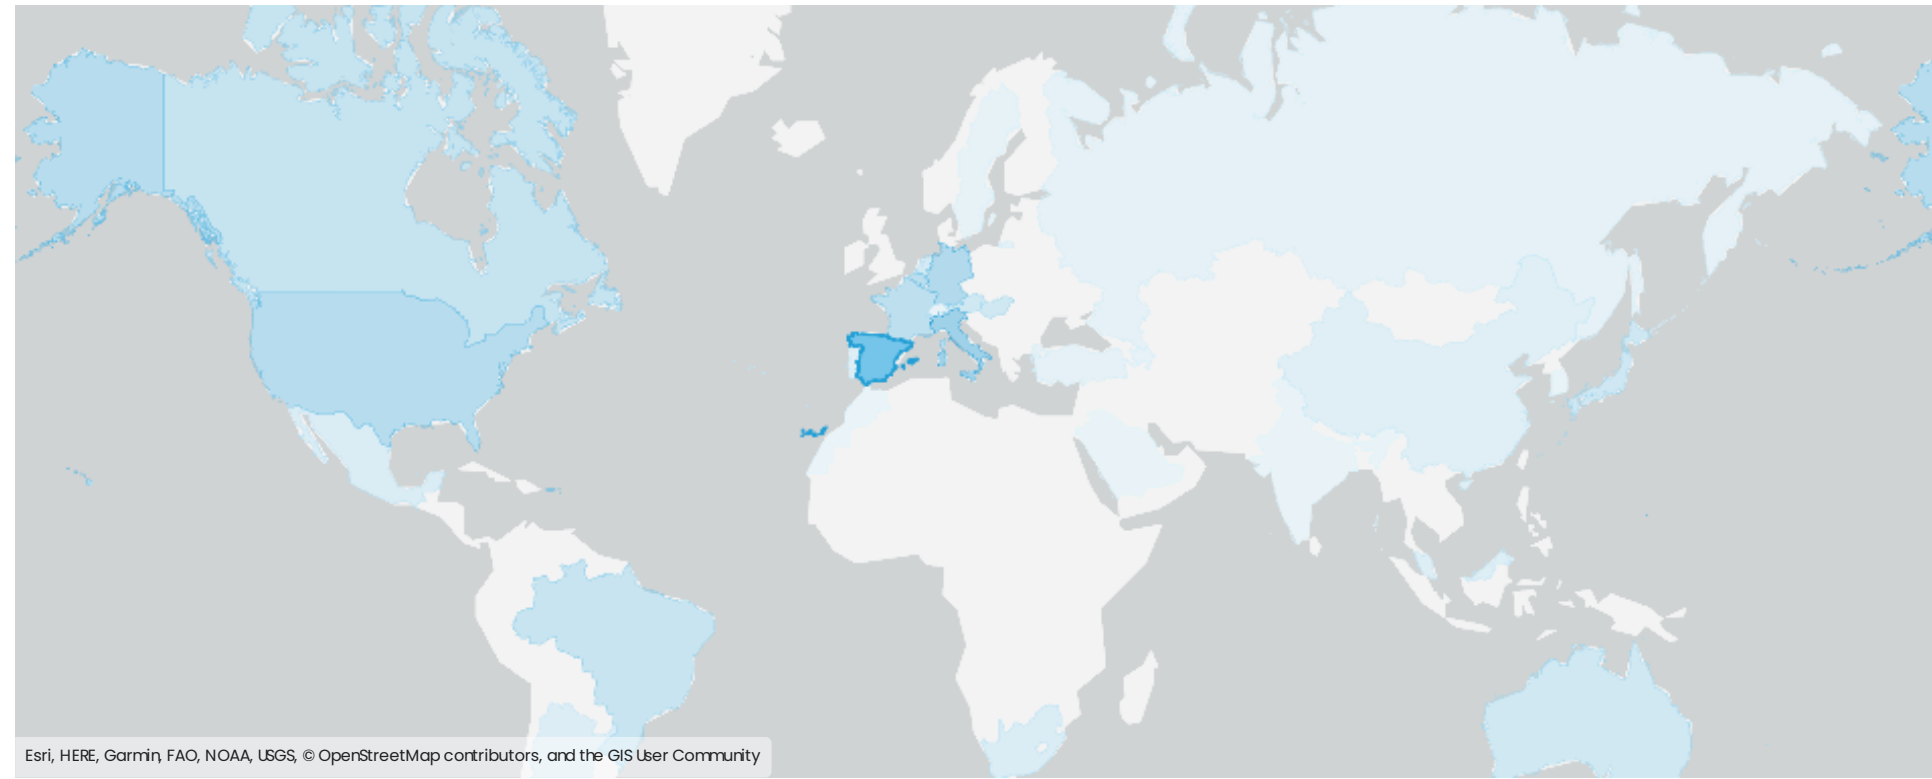 Esri, HERE, Garmin, FAO, NOAA, USGS, © OpenStreetMap contributors, and the GIS User Community